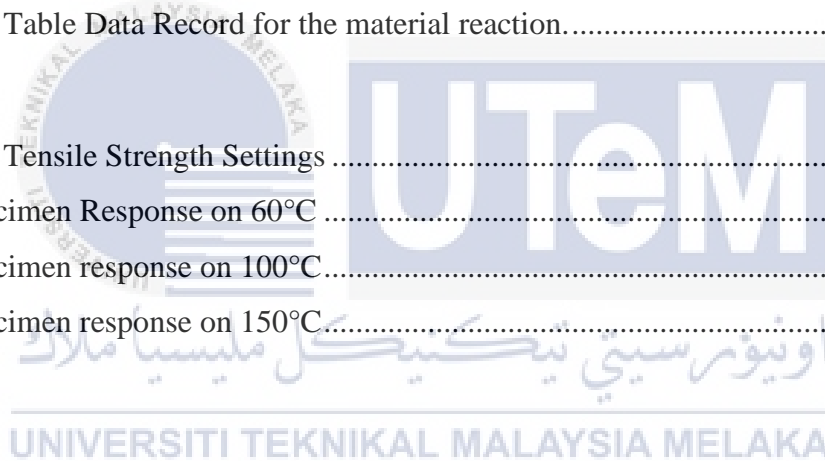 Table Data Record for the material reaction..............................
Tensile Strength Settings ............................................................
cimen Response on 60°C .............................................................
cimen response on 100°C............................................................
cimen response on 150°C............................................................
UTeM
اونيۏرسيتي تيكنيكل مليسيا ملاك
UNIVERSITI TEKNIKAL MALAYSIA MELAKA